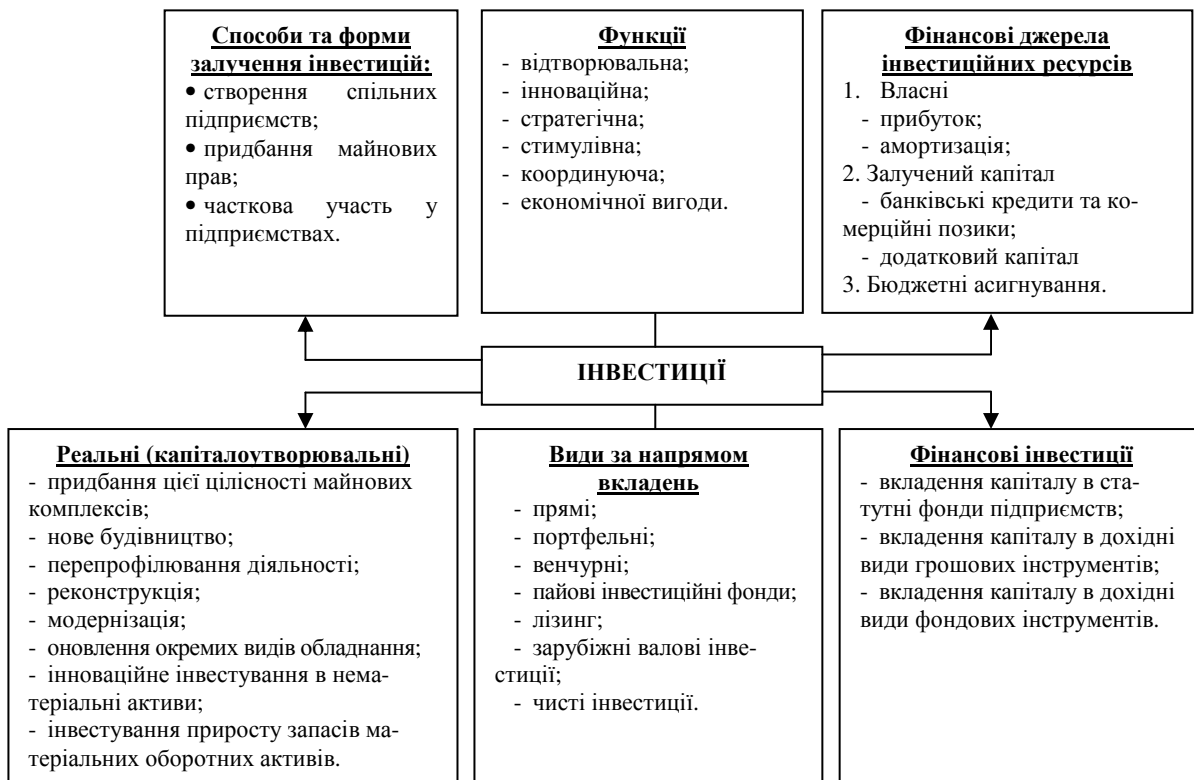 Способи та форми
залучення інвестицій:
• створення спільних
підприємств;
• придбання майнових
прав;
• часткова участь у
підприємствах.
Функції
- відтворювальна;
- інноваційна;
- стратегічна;
- стимулівна;
- координуюча;
- економічної вигоди.
Фінансові джерела
інвестиційних ресурсів
1. Власні
- прибуток;
- амортизація;
2. Залучений капітал
- банківські кредити та ко-
мерційні позики;
- додатковий капітал
3. Бюджетні асигнування.
ІНВЕСТИЦІЇ
Реальні (капіталоутворювальні)
- придбання цієї цілісності майнових
комплексів;
- нове будівництво;
- перепрофілювання діяльності;
- реконструкція;
- модернізація;
- оновлення окремих видів обладнання;
- інноваційне інвестування в нема-
теріальні активи;
- інвестування приросту запасів ма-
теріальних оборотних активів.
Види за напрямом
вкладень
- прямі;
- портфельні;
- венчурні;
- пайові інвестиційні фонди;
- лізинг;
- зарубіжні валові інве-
стиції;
- чисті інвестиції.
Фінансові інвестиції
- вкладення капіталу в ста-
тутні фонди підприємств;
- вкладення капіталу в дохідні
види грошових інструментів;
- вкладення капіталу в дохідні
види фондових інструментів.